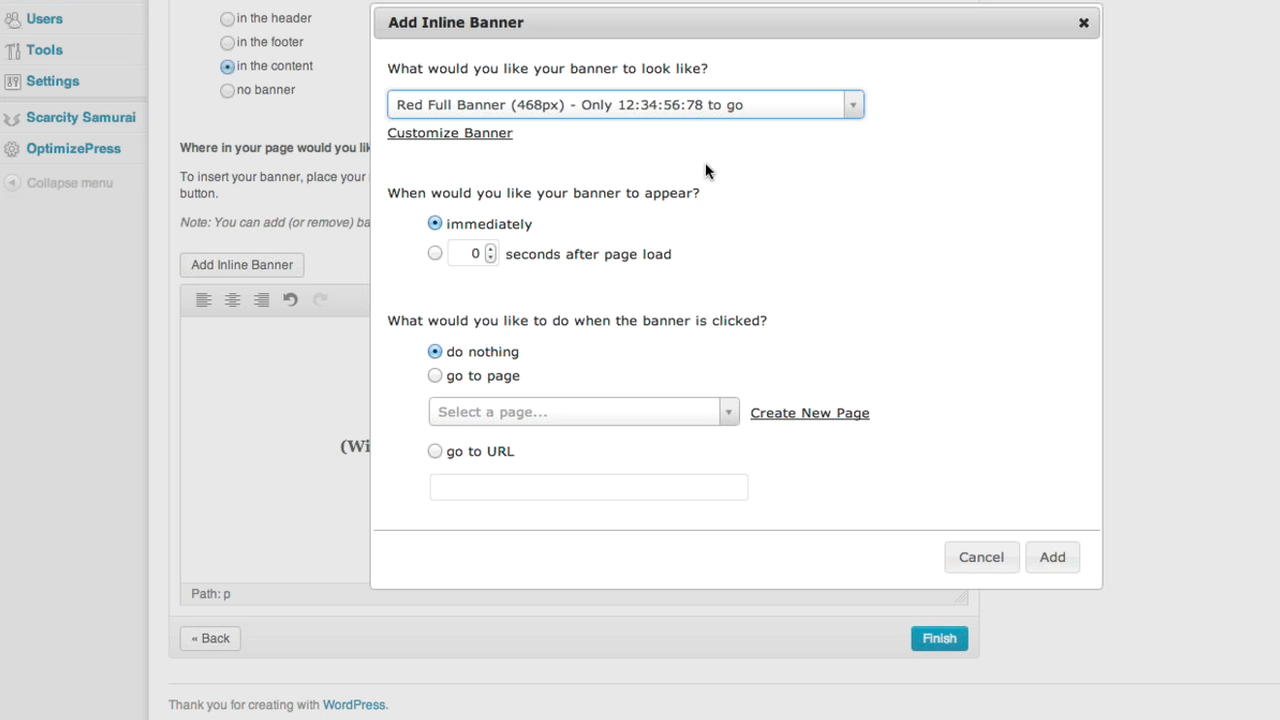 Users
Tools
Settings
Scarcity Samurai
OptimizePress
Collapse menu
in the header
in the footer
in the content
no banner
Where in your page would you lik
To insert your banner, place your
button.
Note: You can add (or remove) ba
Add Inline Banner
(Wi
Path: p
« Back
Finish
Thank you for creating with WordPress.
Add Inline Banner
What would you like your banner to look like?
Red Full Banner (468px) - Only 12:34:56:78 to go
Customize Banner
When would you like your banner to appear?
immediately
0 seconds after page load
What would you like to do when the banner is clicked?
do nothing
go to page
Select a page... Create New Page
go to URL
Cancel Add